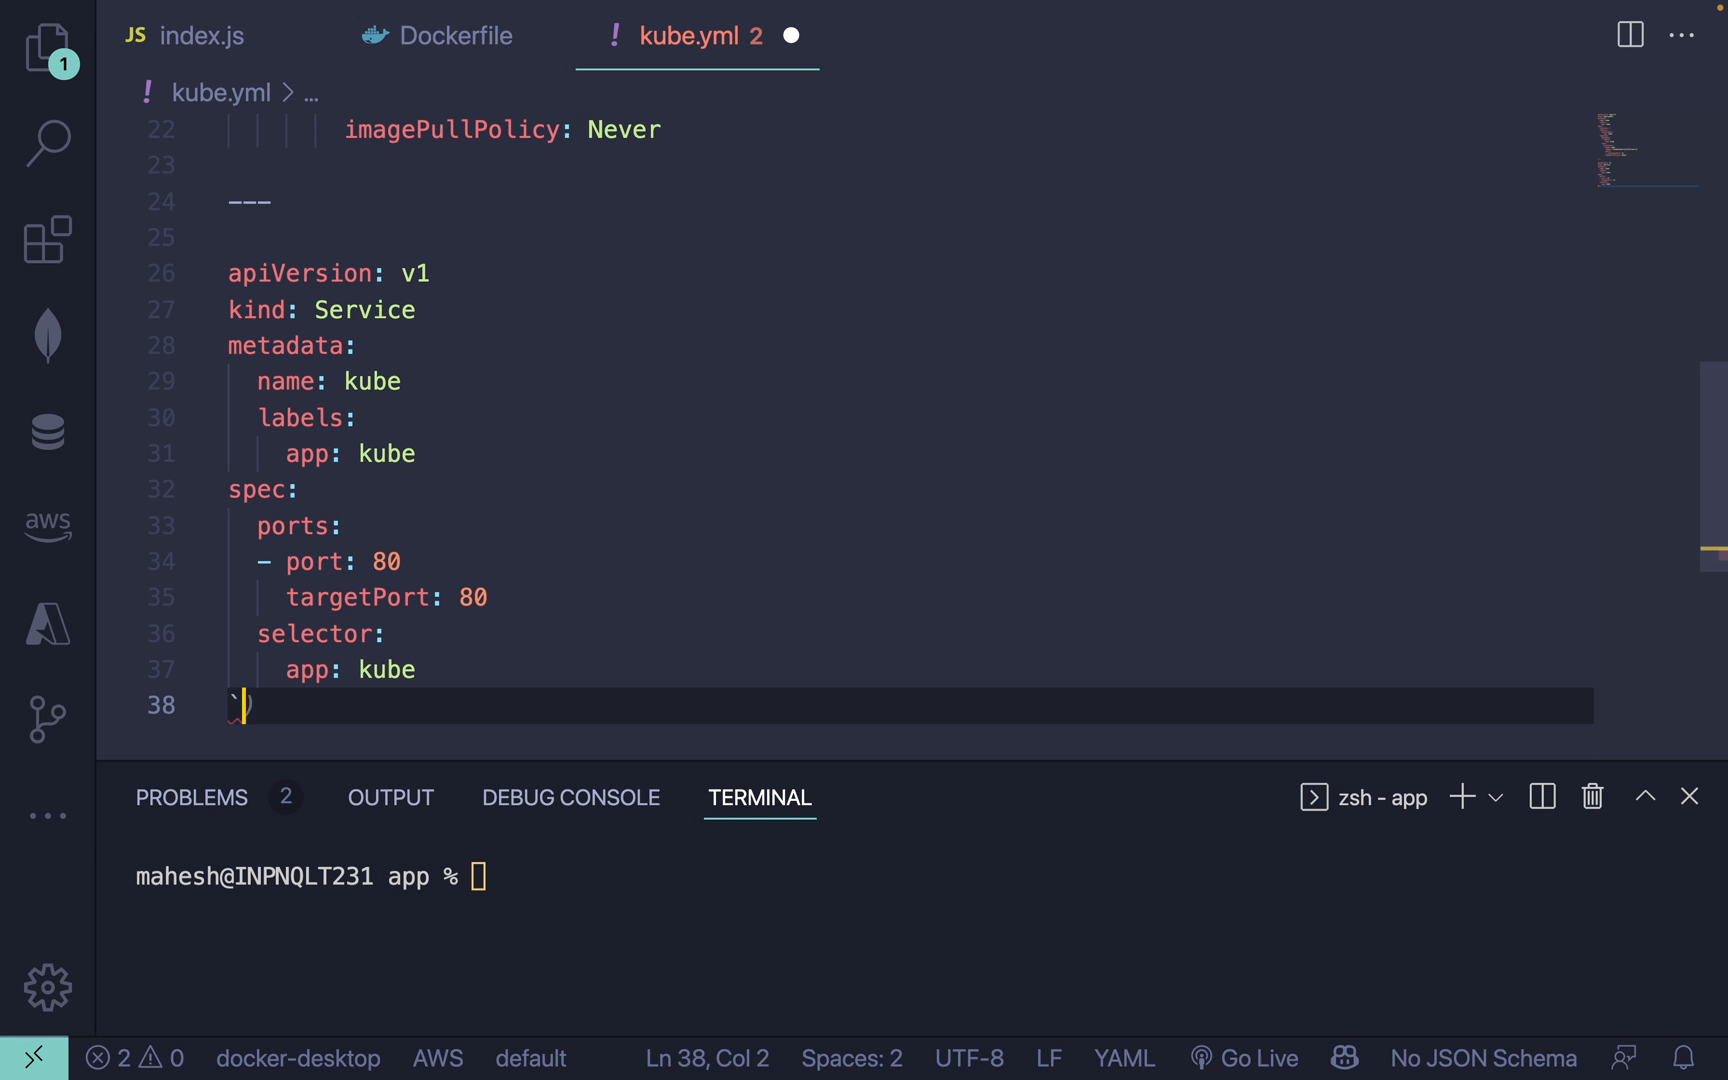 JS index.js Dockerfile ! kube.yml 2
1
! kube.yml > ...
22 imagePullPolicy: Never
23
24 ---
25
26 apiVersion: v1
27 kind: Service
28 metadata:
29 name: kube
30 labels:
31 app: kube
32 spec:
33 ports:
34 - port: 80
35 targetPort: 80
36 selector:
37 app: kube
38 `)
aws
PROBLEMS 2 OUTPUT DEBUG CONSOLE TERMINAL zsh - app
mahesh@INPNQLT231 app %
2 0 docker-desktop AWS default Ln 38, Col 2 Spaces: 2 UTF-8 LF YAML Go Live No JSON Schema